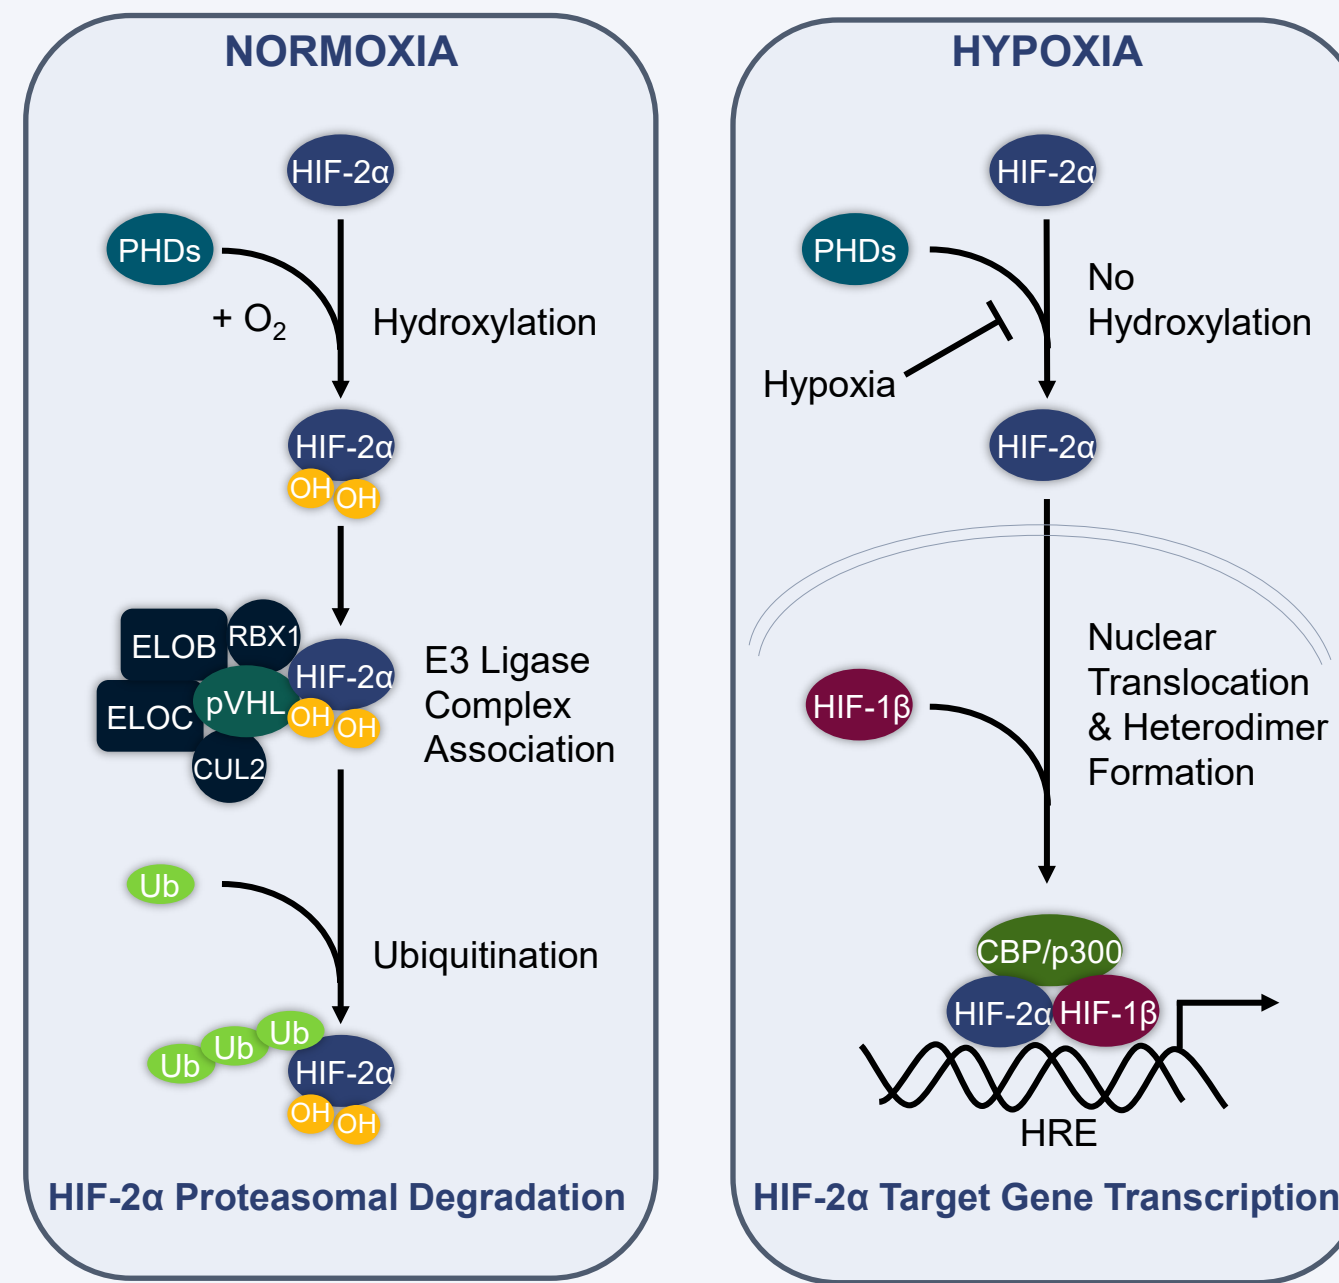 NORMOXIA
HIF-2α
PHDs
+ O₂
Hydroxylation
HIF-2α
OH
OH
ELOB
RBX1
HIF-2α
pVHL
ELOC
OH
OH
CUL2
E3 Ligase
Complex
Association
Ub
Ubiquitination
Ub
Ub
Ub
HIF-2α
OH
OH
HIF-2α Proteasomal Degradation
HYPOXIA
HIF-2α
PHDs
No
Hydroxylation
Hypoxia
HIF-2α
Nuclear
Translocation
& Heterodimer
Formation
HIF-1β
CBP/p300
HIF-2α
HIF-1β
HRE
HIF-2α Target Gene Transcription